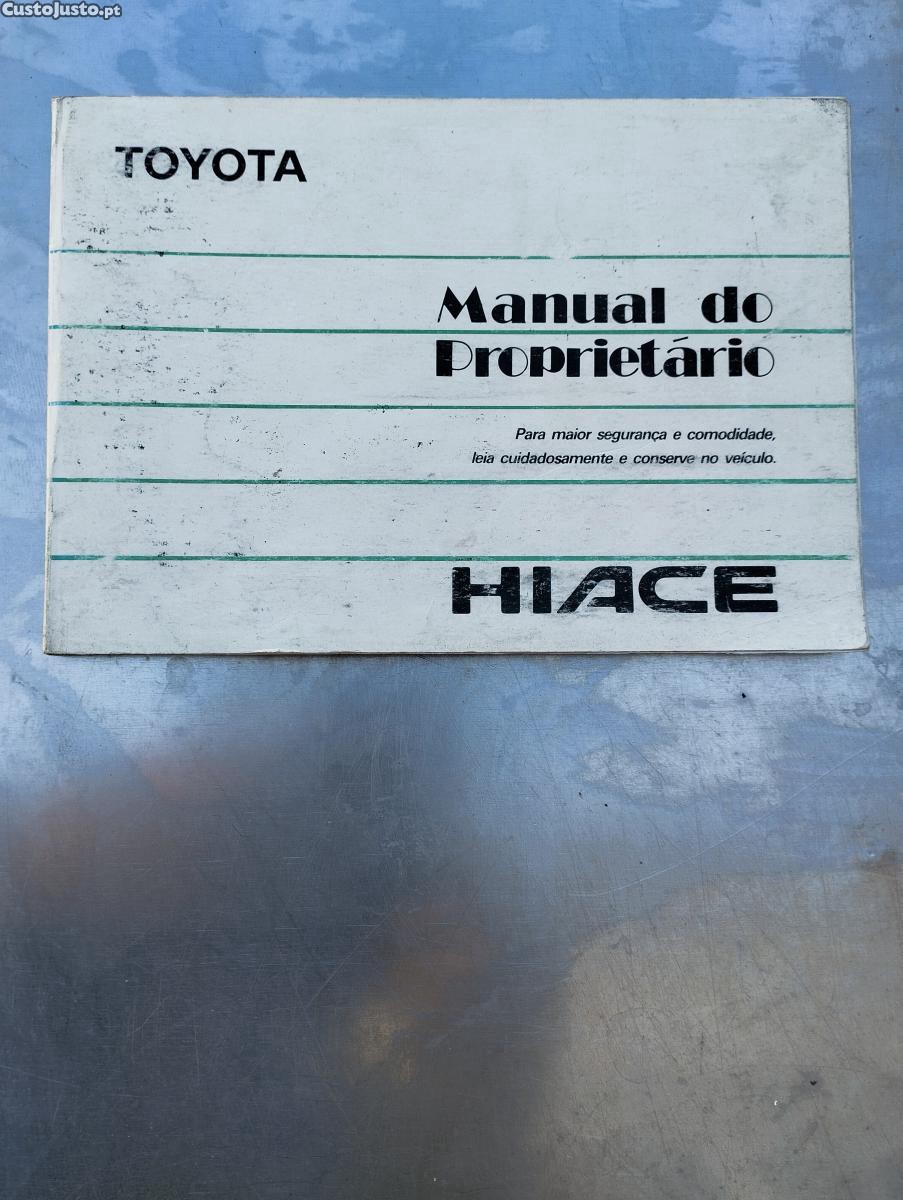 CustoJusto.pt
TOYOTA
Manual do
Proprietário
Para maior segurança e comodidade,
leia cuidadosamente e conserve no veículo.
HIACE